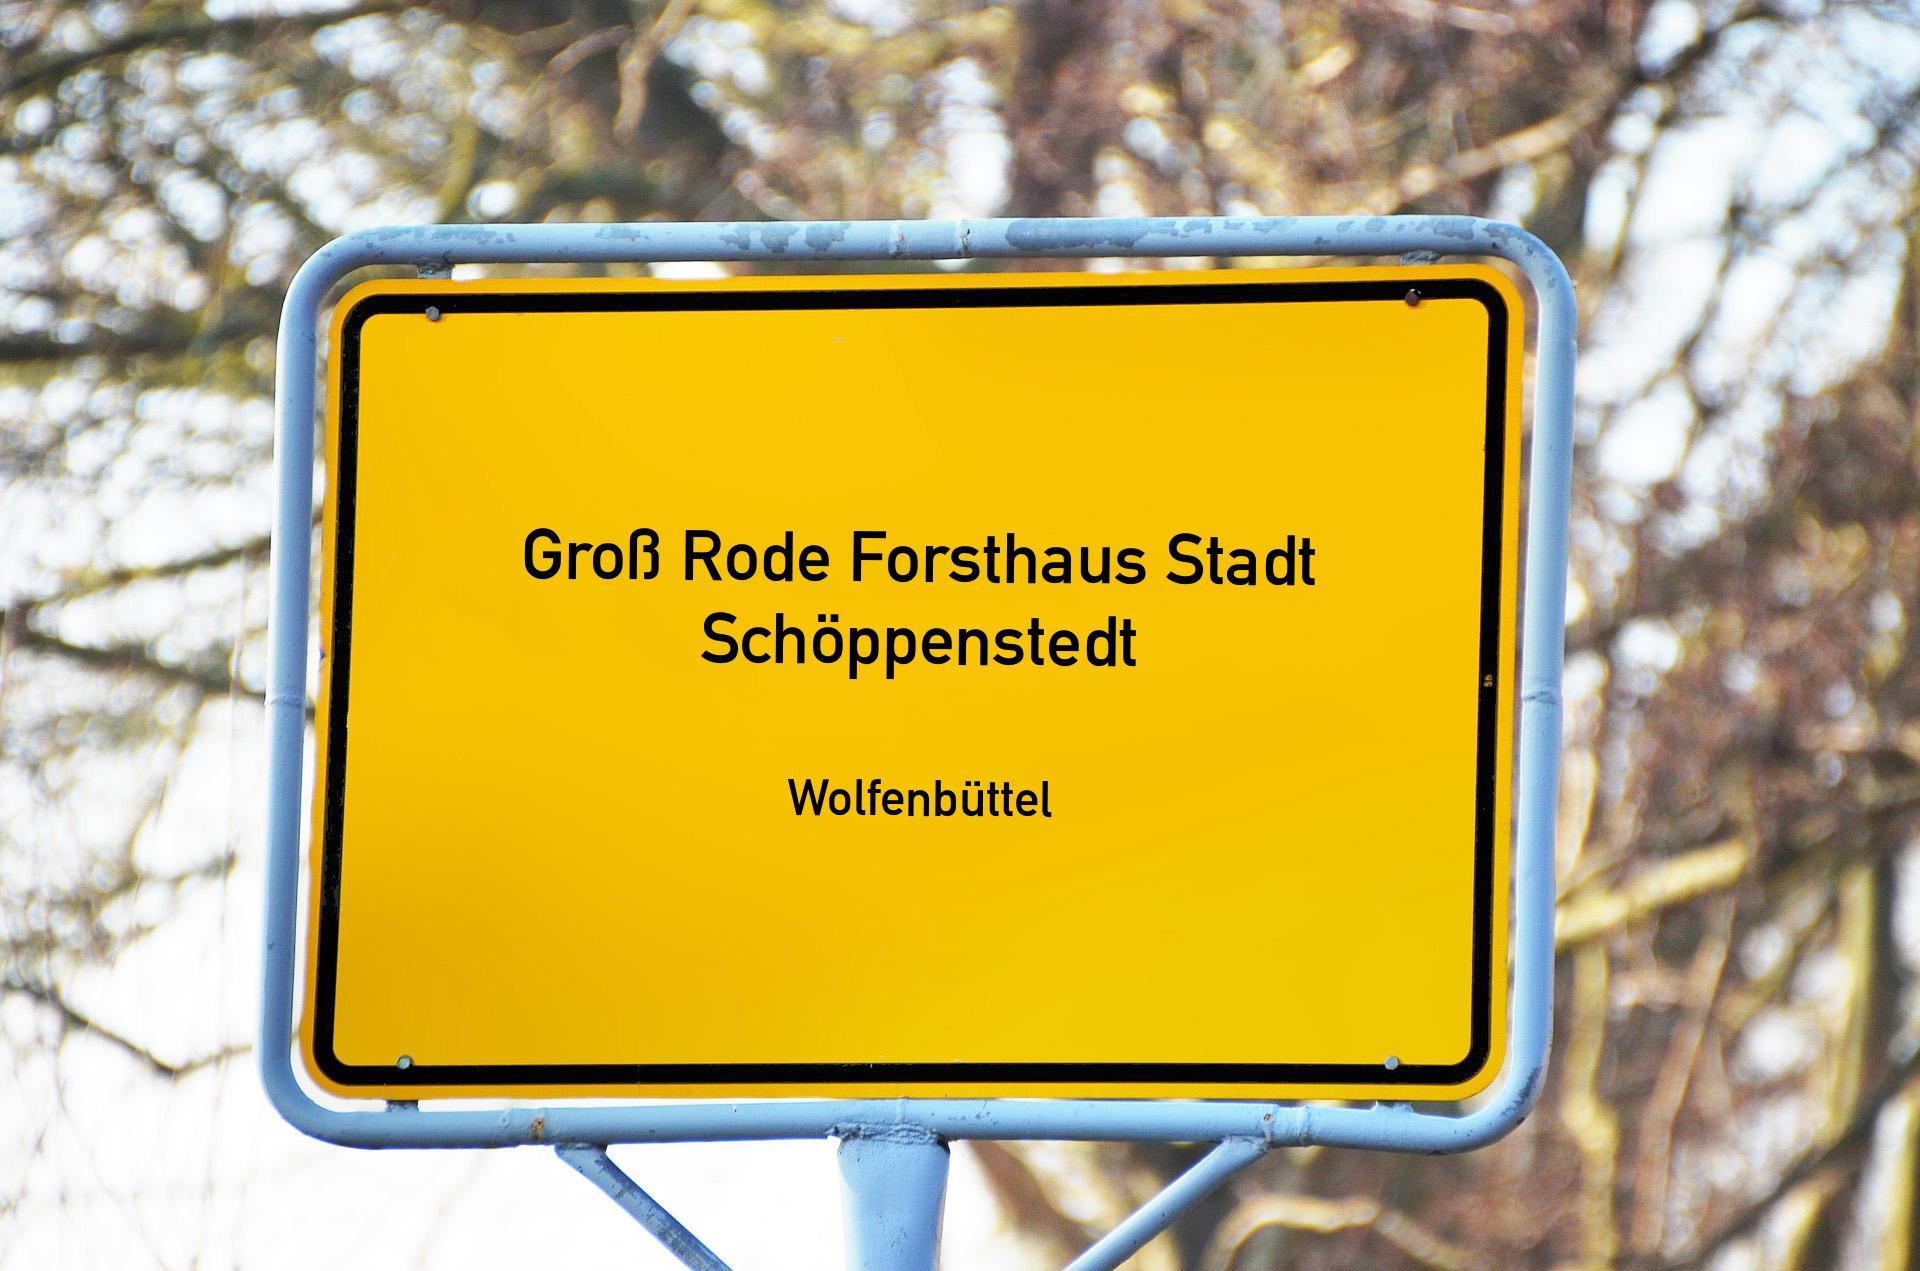 Groß Rode Forsthaus Stadt
Schöppenstedt
Wolfenbüttel